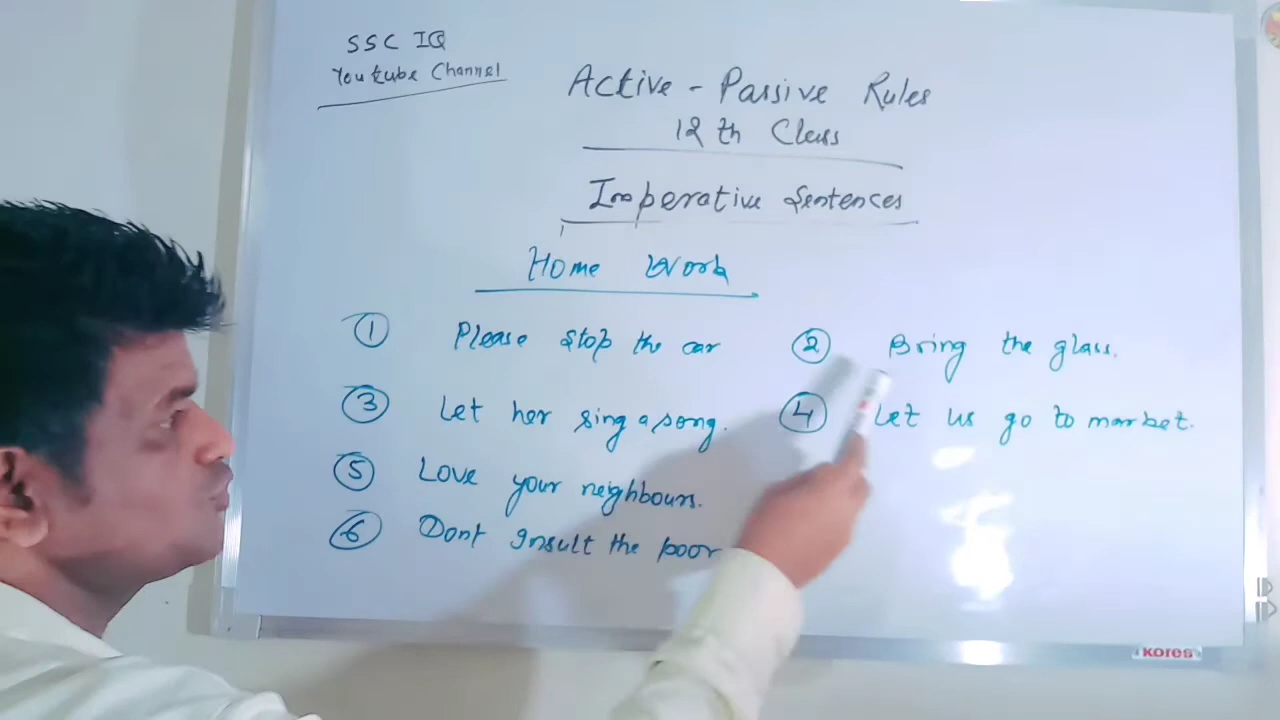 SSC IQ
Youtube Channel
Active - Passive Rules
12th Class
Imperative Sentences
Home Work
1 Please stop the car
2 Bring the glass.
3 Let her sing a song.
4 Let us go to market.
5 Love your neighbours.
6 Dont insult the poor
kores